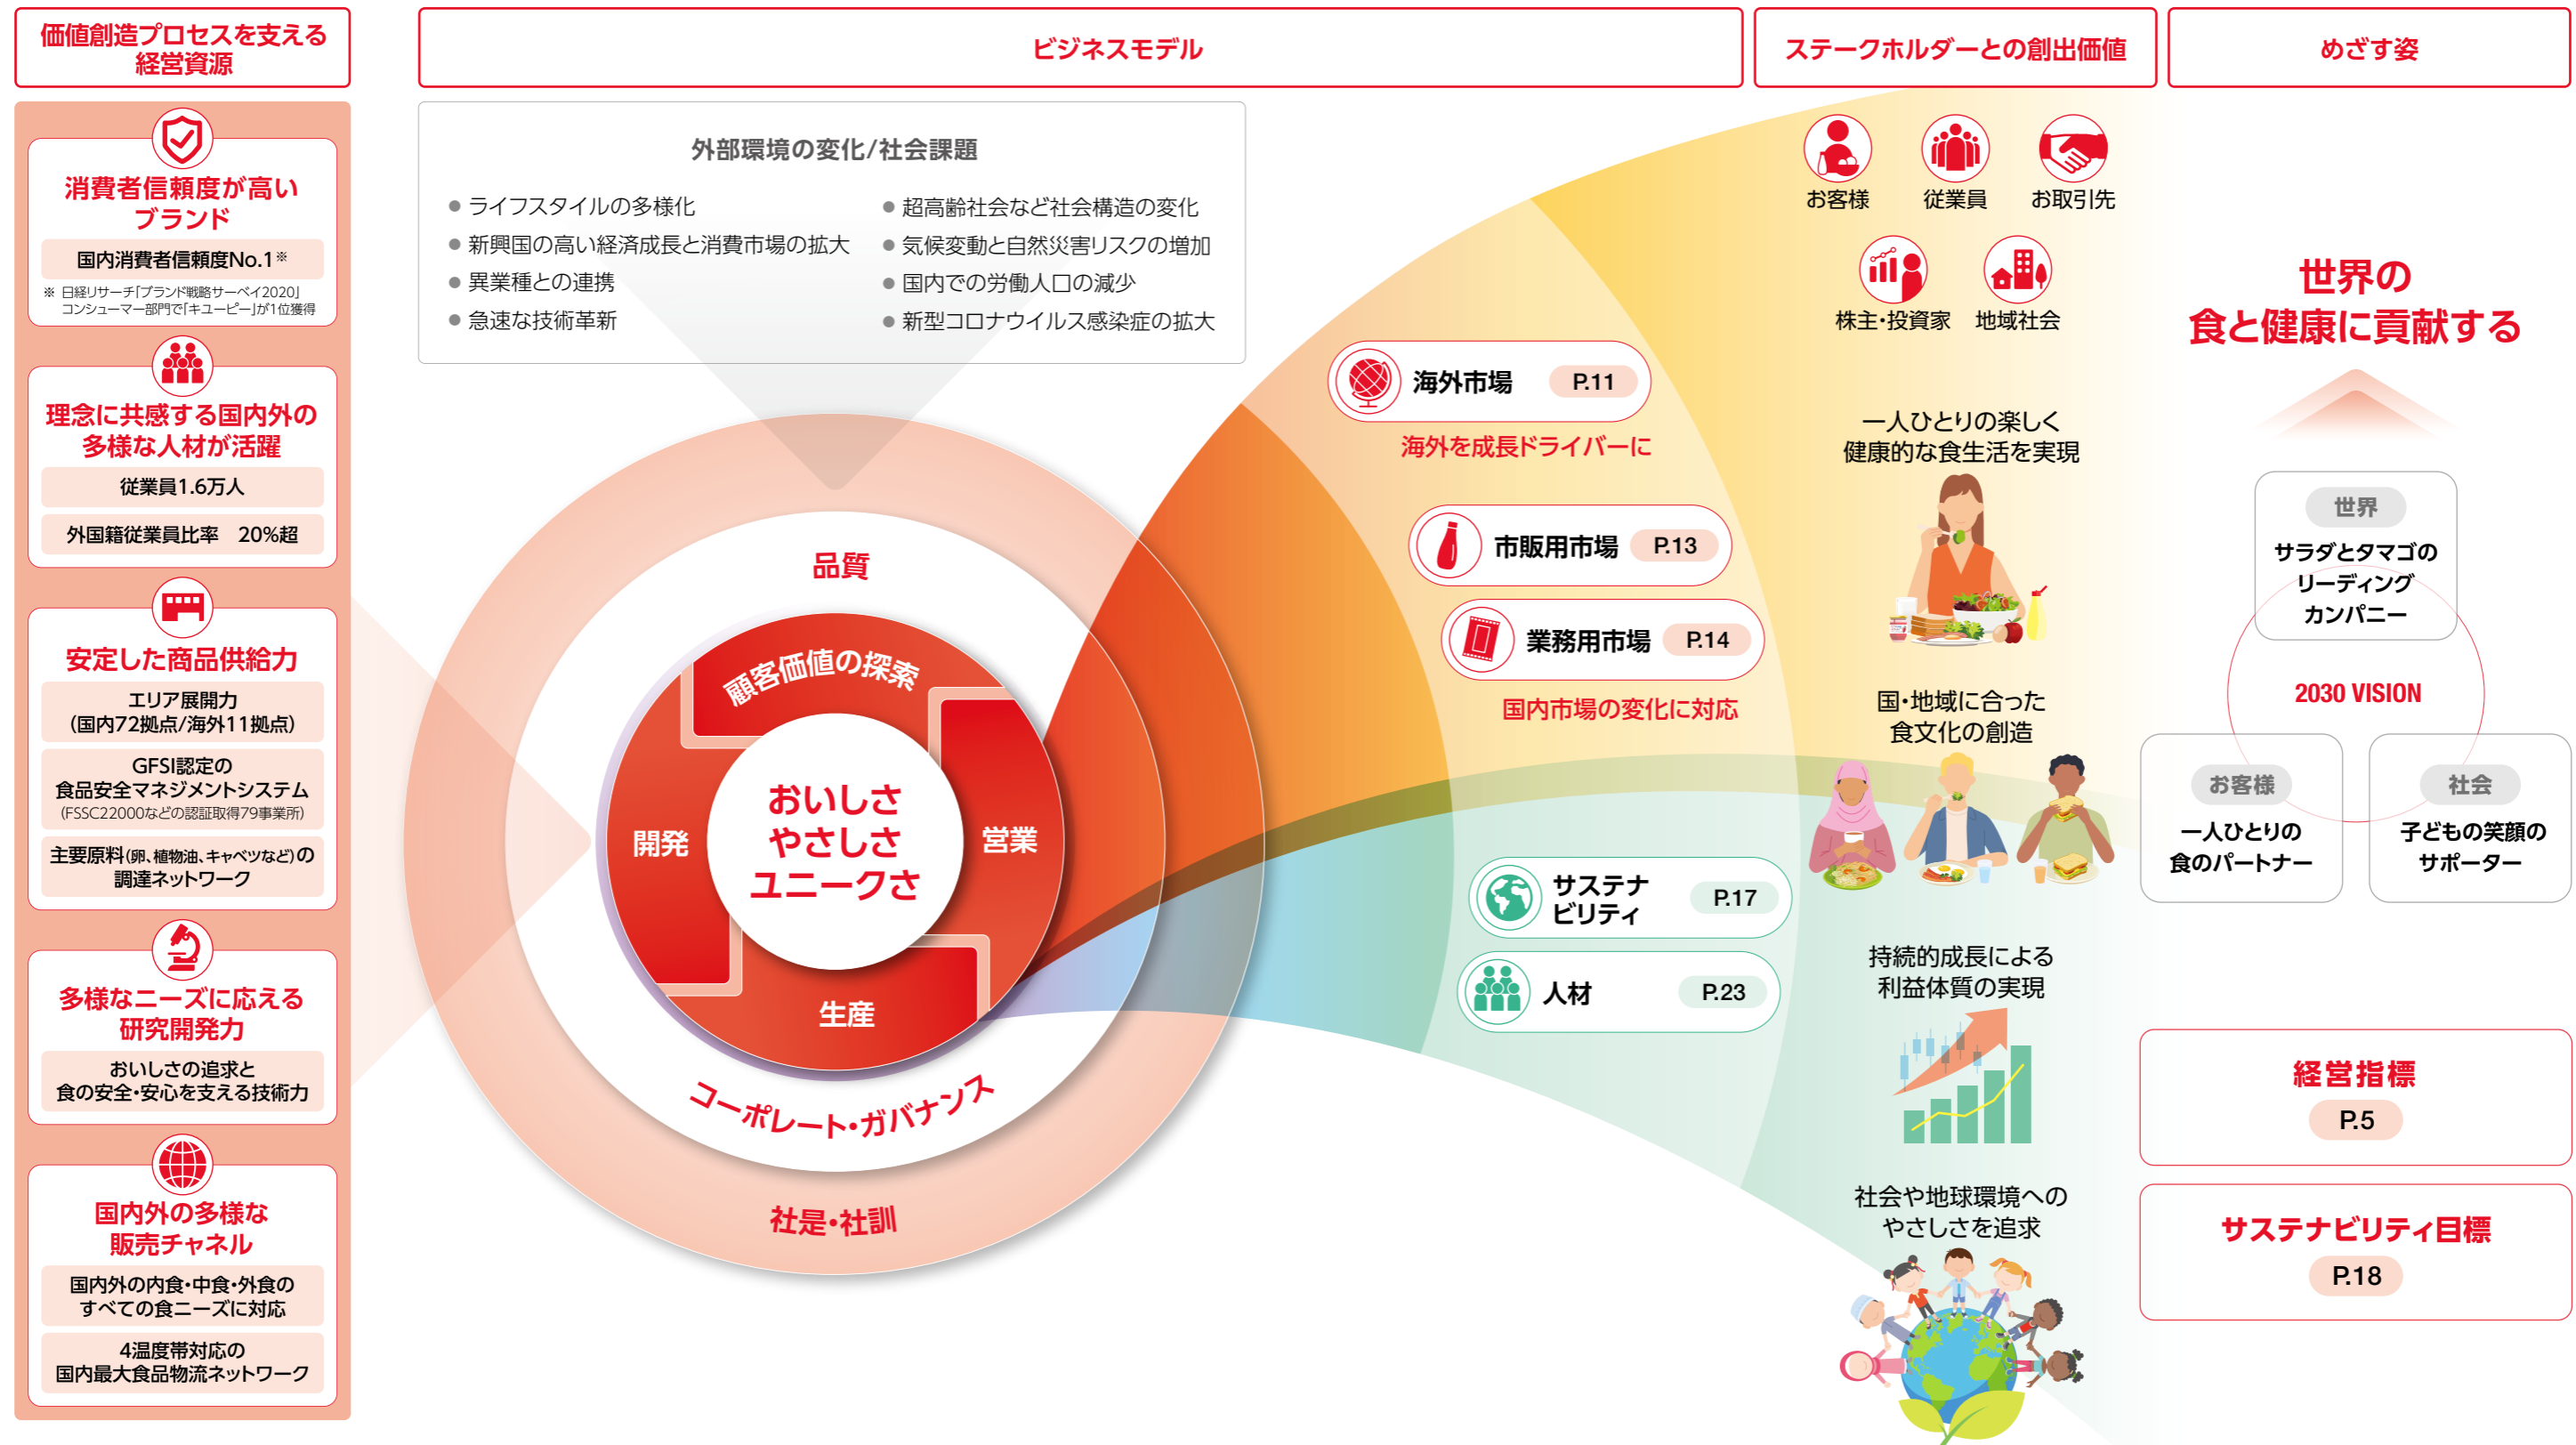 価値創造プロセスを支える
経営資源
消費者信頼度が高い
ブランド
国内消費者信頼度No.1※
※ 日経リサーチ「ブランド戦略サーベイ2020」
コンシューマー部門で「キユーピー」が1位獲得
理念に共感する国内外の
多様な人材が活躍
従業員1.6万人
外国籍従業員比率　20%超
安定した商品供給力
エリア展開力
(国内72拠点/海外11拠点)
GFSI認定の
食品安全マネジメントシステム
(FSSC22000などの認証取得79事業所)
主要原料(卵、植物油、キャベツなど)の
調達ネットワーク
多様なニーズに応える
研究開発力
おいしさの追求と
食の安全・安心を支える技術力
国内外の多様な
販売チャネル
国内外の内食・中食・外食の
すべての食ニーズに対応
4温度帯対応の
国内最大食品物流ネットワーク
ビジネスモデル
外部環境の変化/社会課題
● ライフスタイルの多様化
● 新興国の高い経済成長と消費市場の拡大
● 異業種との連携
● 急速な技術革新
● 超高齢社会など社会構造の変化
● 気候変動と自然災害リスクの増加
● 国内での労働人口の減少
● 新型コロナウイルス感染症の拡大
品質
顧客価値の探索
開発
おいしさ
やさしさ
ユニークさ
営業
生産
コーポレート・ガバナンス
社是・社訓
海外市場 P.11
海外を成長ドライバーに
市販用市場 P.13
業務用市場 P.14
国内市場の変化に対応
サステナ
ビリティ P.17
人材 P.23
ステークホルダーとの創出価値
お客様
従業員
お取引先
株主・投資家
地域社会
一人ひとりの楽しく
健康的な食生活を実現
国・地域に合った
食文化の創造
持続的成長による
利益体質の実現
社会や地球環境への
やさしさを追求
めざす姿
世界の
食と健康に貢献する
世界
サラダとタマゴの
リーディング
カンパニー
2030 VISION
お客様
一人ひとりの
食のパートナー
社会
子どもの笑顔の
サポーター
経営指標
P.5
サステナビリティ目標
P.18